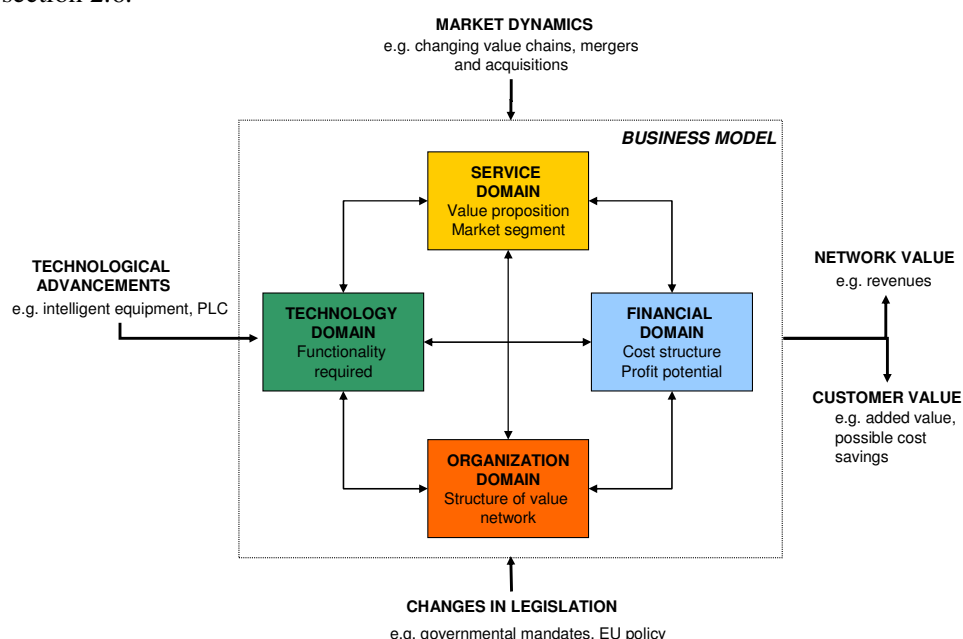 section 2.6.
MARKET DYNAMICS
e.g. changing value chains, mergers
and acquisitions
BUSINESS MODEL
SERVICE
DOMAIN
Value proposition
Market segment
TECHNOLOGICAL
ADVANCEMENTS
e.g. intelligent equipment, PLC
TECHNOLOGY
DOMAIN
Functionality
required
FINANCIAL
DOMAIN
Cost structure
Profit potential
NETWORK VALUE
e.g. revenues
CUSTOMER VALUE
e.g. added value,
possible cost
savings
ORGANIZATION
DOMAIN
Structure of value
network
CHANGES IN LEGISLATION
e.g. governmental mandates, EU policy